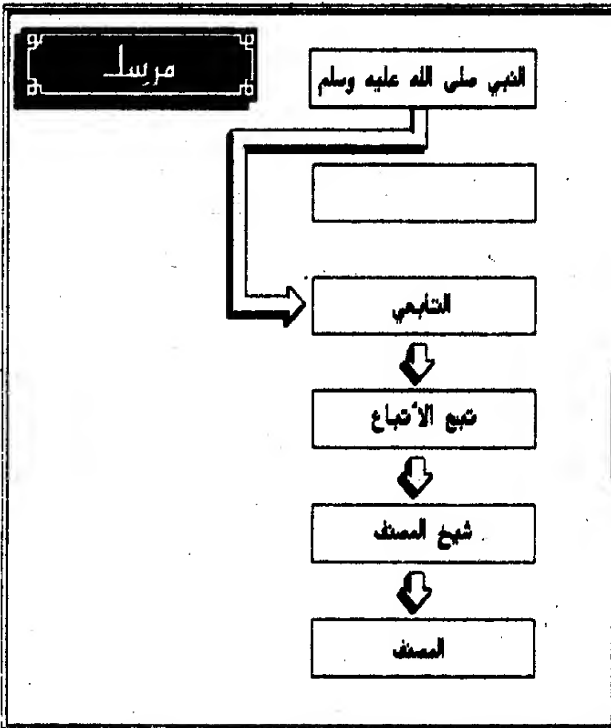 مرسل
النبي صلى الله عليه وسلم
التابعي
تبع الأتباع
شيخ المصنف
المصنف